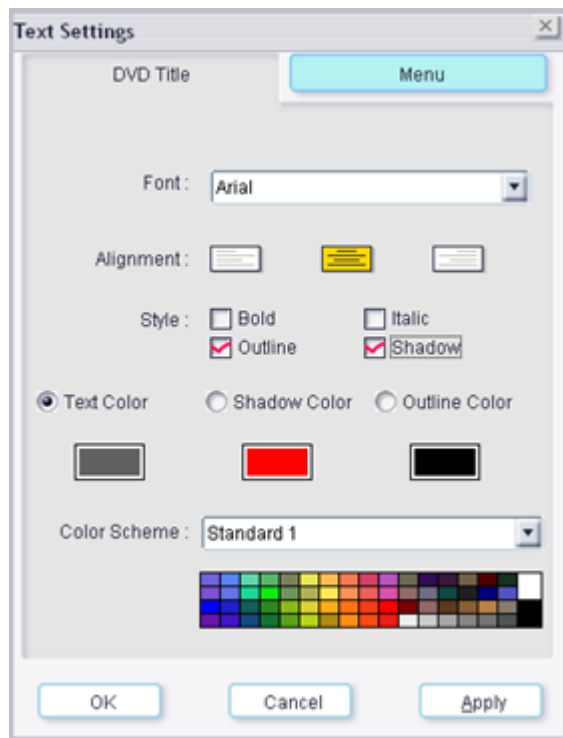 Text Settings
DVD Title Menu
Font : Arial
Alignment :
Style : Bold Italic
Outline Shadow
Text Color Shadow Color Outline Color
Color Scheme : Standard 1
OK Cancel Apply